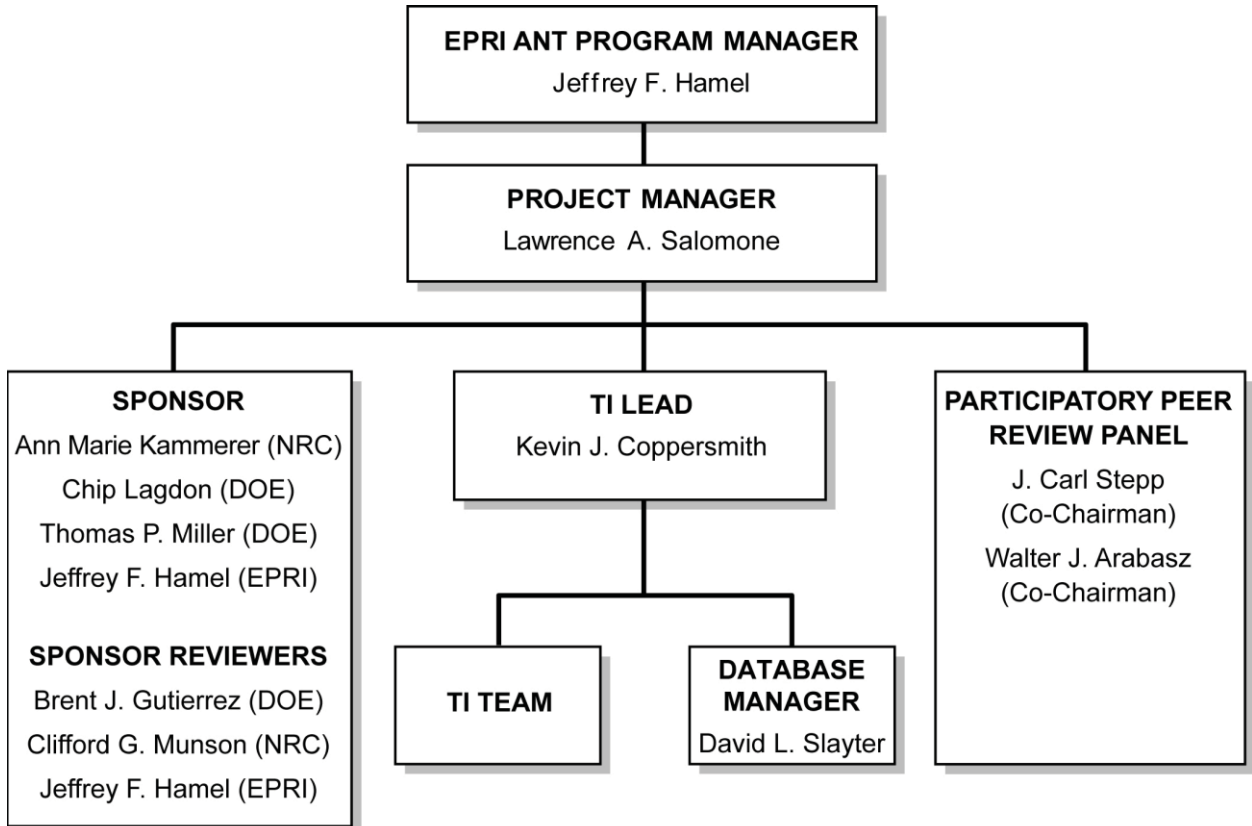 EPRI ANT PROGRAM MANAGER
Jeffrey F. Hamel
PROJECT MANAGER
Lawrence A. Salomone
SPONSOR
Ann Marie Kammerer (NRC)
Chip Lagdon (DOE)
Thomas P. Miller (DOE)
Jeffrey F. Hamel (EPRI)
SPONSOR REVIEWERS
Brent J. Gutierrez (DOE)
Clifford G. Munson (NRC)
Jeffrey F. Hamel (EPRI)
TI LEAD
Kevin J. Coppersmith
TI TEAM
DATABASE
MANAGER
David L. Slayter
PARTICIPATORY PEER
REVIEW PANEL
J. Carl Stepp
(Co-Chairman)
Walter J. Arabasz
(Co-Chairman)